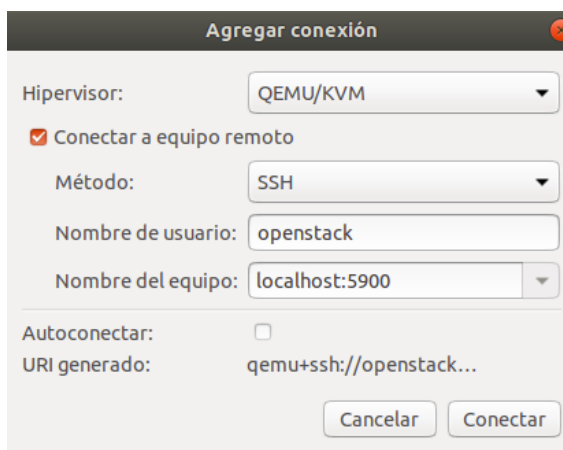 Agregar conexión
Hipervisor: QEMU/KVM
Conectar a equipo remoto
Método: SSH
Nombre de usuario: openstack
Nombre del equipo: localhost:5900
Autoconectar:
URI generado: qemu+ssh://openstack...
Cancelar Conectar